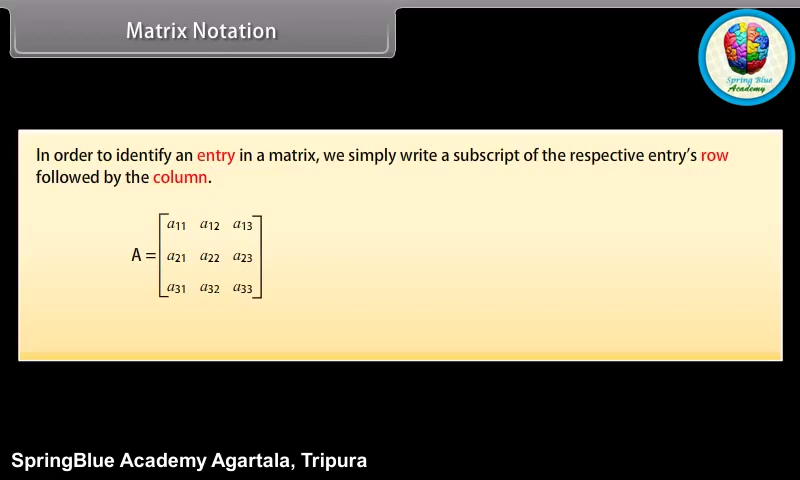 Matrix Notation
Spring Blue
Academy
In order to identify an entry in a matrix, we simply write a subscript of the respective entry's row
followed by the column.
a₁₁ a₁₂ a₁₃
A = a₂₁ a₂₂ a₂₃
a₃₁ a₃₂ a₃₃
SpringBlue Academy Agartala, Tripura